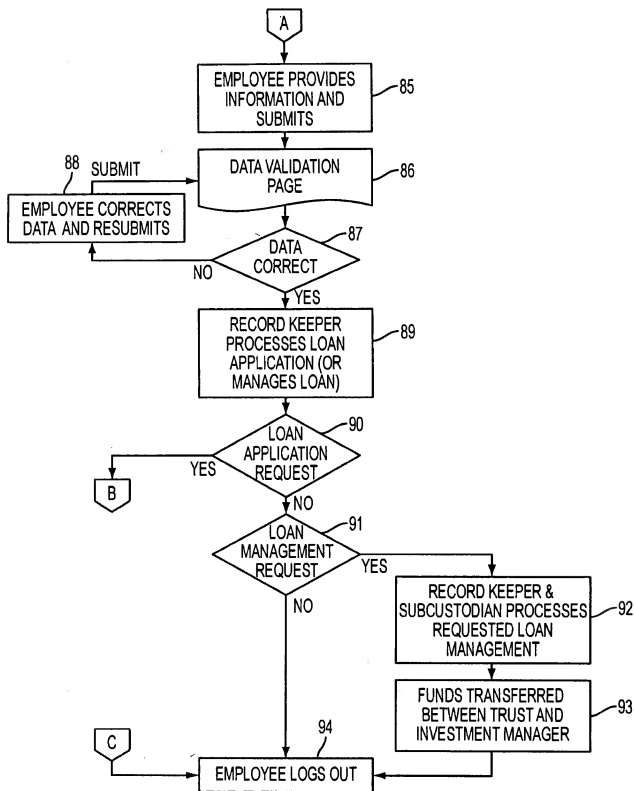 A
EMPLOYEE PROVIDES
INFORMATION AND
SUBMITS
85
88
SUBMIT
DATA VALIDATION
PAGE
86
EMPLOYEE CORRECTS
DATA AND RESUBMITS
87
DATA
CORRECT
NO
YES
RECORD KEEPER
PROCESSES LOAN
APPLICATION (OR
MANAGES LOAN)
89
90
LOAN
APPLICATION
REQUEST
YES
B
NO
91
LOAN
MANAGEMENT
REQUEST
YES
NO
RECORD KEEPER &
SUBCUSTODIAN PROCESSES
REQUESTED LOAN
MANAGEMENT
92
FUNDS TRANSFERRED
BETWEEN TRUST AND
INVESTMENT MANAGER
93
C
94
EMPLOYEE LOGS OUT